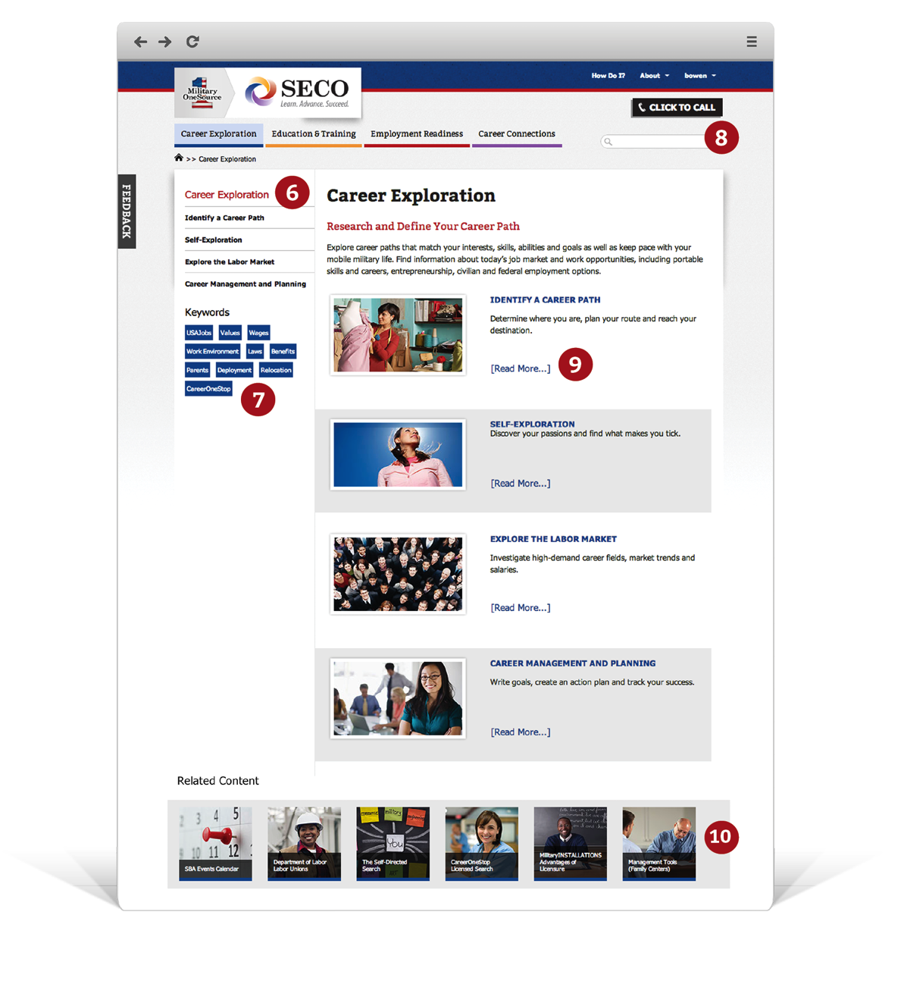 How Do I? About bowen
Military
OneSource
SECO
Learn. Advance. Succeed.
CLICK TO CALL
Career Exploration Education & Training Employment Readiness Career Connections
8
>> Career Exploration
FEEDBACK
Career Exploration
6
Identify a Career Path
Self-Exploration
Explore the Labor Market
Career Management and Planning
Keywords
USAJobs Values Wages
Work Environment Laws Benefits
Parents Deployment Relocation
CareerOneStop
7
Career Exploration
Research and Define Your Career Path
Explore career paths that match your interests, skills, abilities and goals as well as keep pace with your
mobile military life. Find information about today's job market and work opportunities, including portable
skills and careers, entrepreneurship, civilian and federal employment options.
IDENTIFY A CAREER PATH
Determine where you are, plan your route and reach your
destination.
[Read More...]
9
SELF-EXPLORATION
Discover your passions and find what makes you tick.
[Read More...]
EXPLORE THE LABOR MARKET
Investigate high-demand career fields, market trends and
salaries.
[Read More...]
CAREER MANAGEMENT AND PLANNING
Write goals, create an action plan and track your success.
[Read More...]
Related Content
2 3 4 5
10 11 12
SBA Events Calendar
Department of Labor
Labor Unions
military
You
The Self-Directed
Search
CareerOneStop
Licensed Search
MilitaryINSTALLATIONS
Advantages of
Licensure
Management Tools
(Family Centers)
10